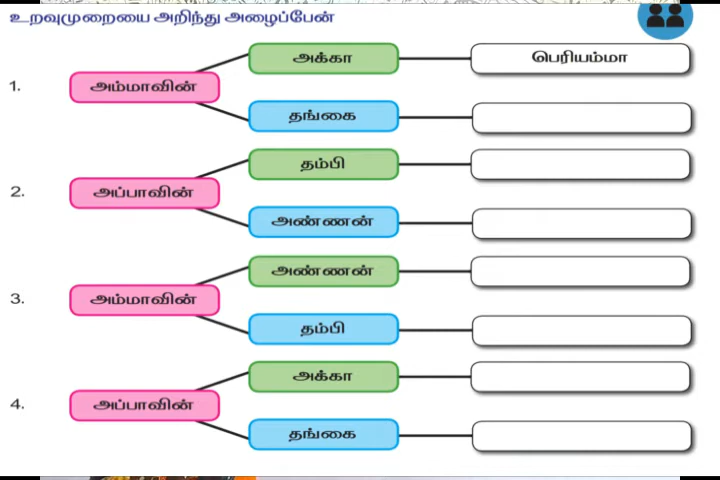 உறவுமுறையை அறிந்து அழைப்பேன்
1. அம்மாவின் அக்கா பெரியம்மா
தங்கை
2. அப்பாவின் தம்பி
அண்ணன்
3. அம்மாவின் அண்ணன்
தம்பி
4. அப்பாவின் அக்கா
தங்கை